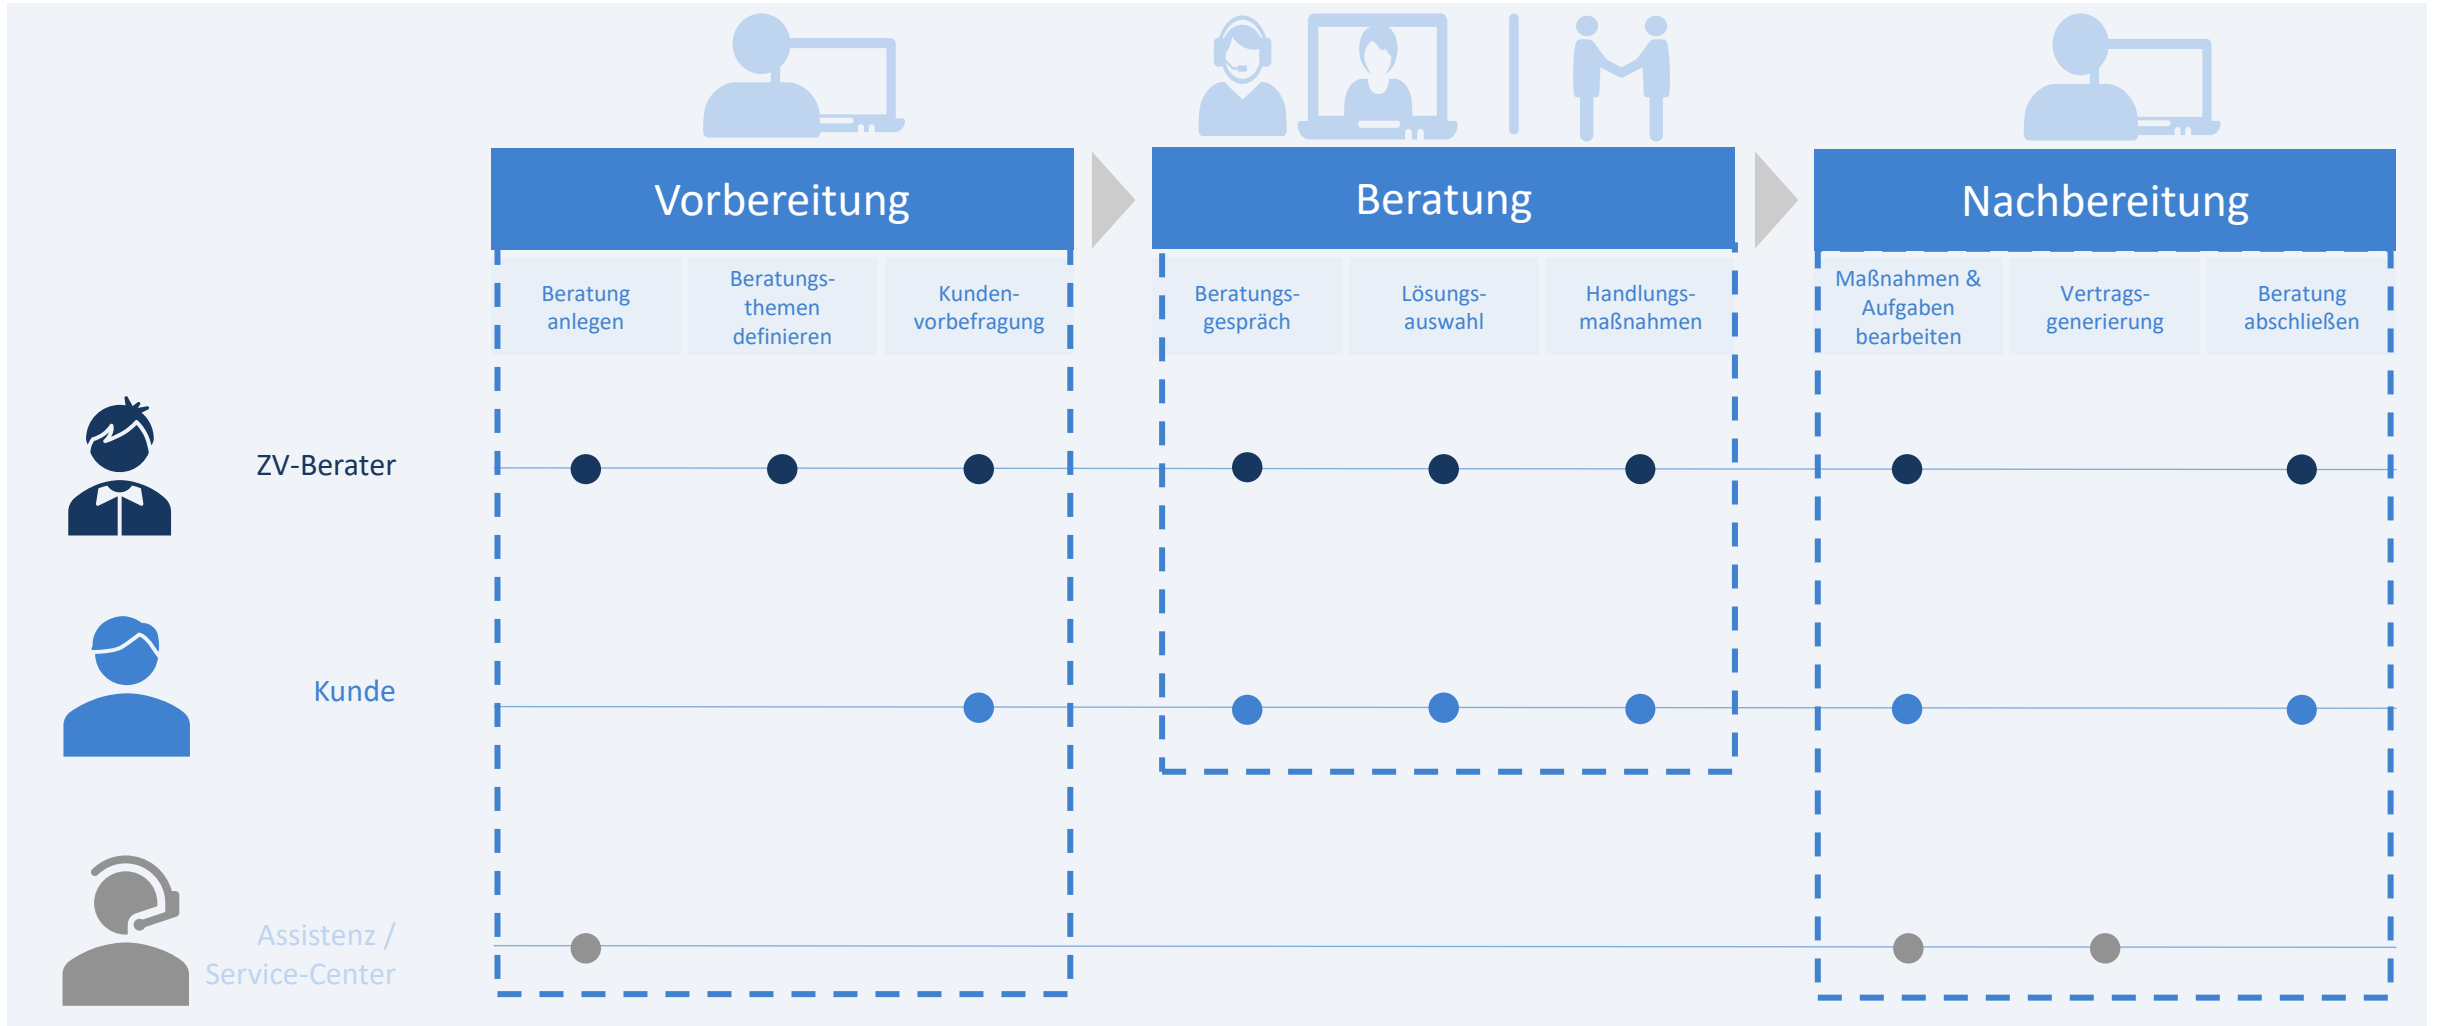 Vorbereitung
Beratung
Nachbereitung
Beratung
anlegen
Beratungs-
themen
definieren
Kunden-
vorbefragung
Beratungs-
gespräch
Lösungs-
auswahl
Handlungs-
maßnahmen
Maßnahmen &
Aufgaben
bearbeiten
Vertrags-
generierung
Beratung
abschließen
ZV-Berater
Kunde
Assistenz /
Service-Center